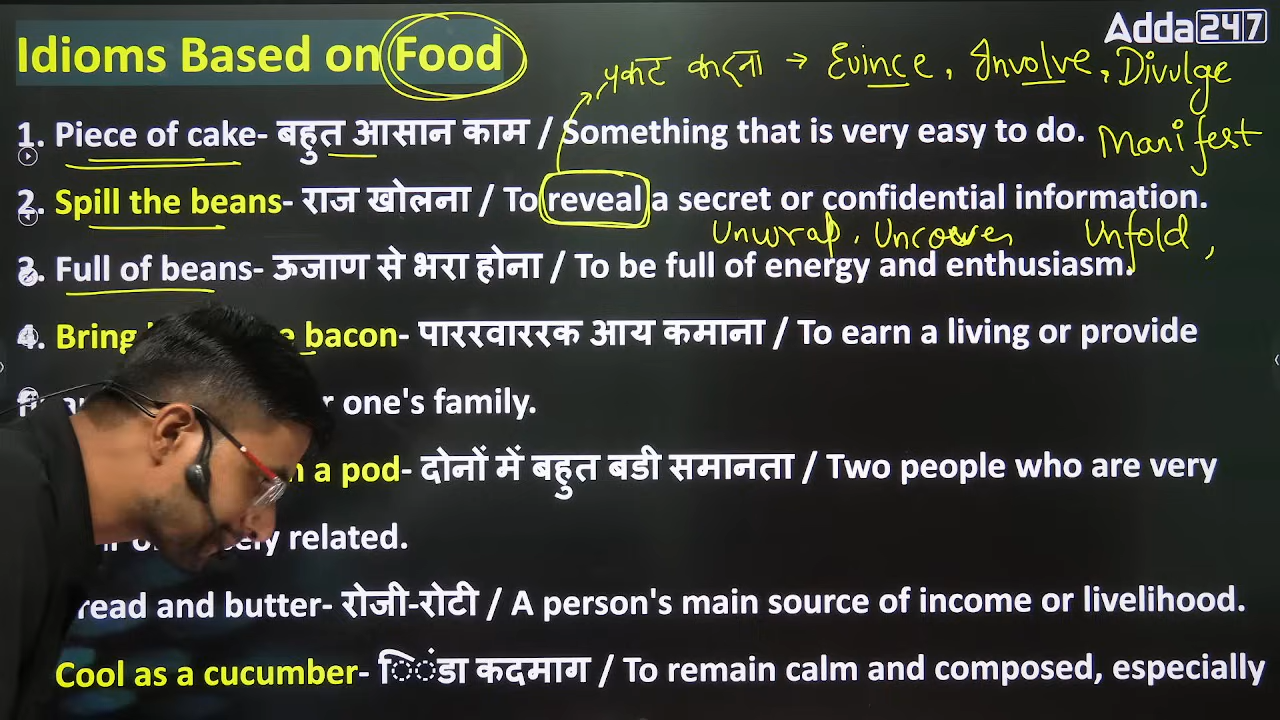 Adda247
Idioms Based on Food
प्रकट करना → Evince, Involve, Divulge
1. Piece of cake- बहुत आसान काम / Something that is very easy to do. Manifest
2. Spill the beans- राज खोलना / To reveal a secret or confidential information.
Unwrap, Uncover Unfold,
3. Full of beans- ऊजाण से भरा होना / To be full of energy and enthusiasm.
4. Bring bacon- पाररवाररक आय कमाना / To earn a living or provide
one's family.
a pod- दोनों में बहुत बडी समानता / Two people who are very
related.
and butter- रोजी-रोटी / A person's main source of income or livelihood.
Cool as a cucumber- ििंडा कदमाग / To remain calm and composed, especially